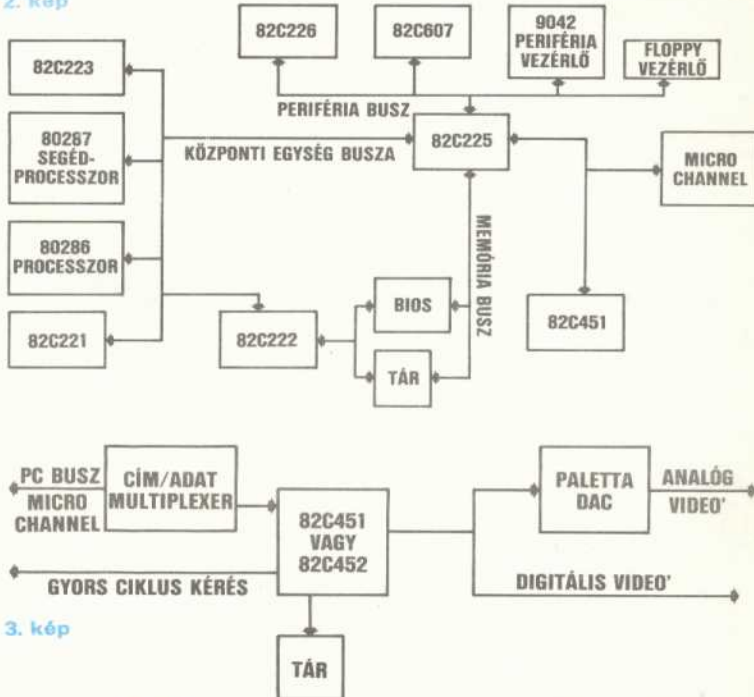 2. kép
82C226
82C607
9042
PERIFÉRIA
VEZÉRLŐ
FLOPPY
VEZÉRLŐ
82C223
PERIFÉRIA BUSZ
80287
SEGÉD-
PROCESSZOR
KÖZPONTI EGYSÉG BUSZA
82C225
MICRO
CHANNEL
80286
PROCESSZOR
MEMÓRIA BUSZ
82C221
82C222
BIOS
TÁR
82C451
PC BUSZ
MICRO
CHANNEL
CÍM/ADAT
MULTIPLEXER
82C451
VAGY
82C452
PALETTA
DAC
ANALÓG
VIDEO'
GYORS CIKLUS KÉRÉS
DIGITÁLIS VIDEO'
3. kép
TÁR